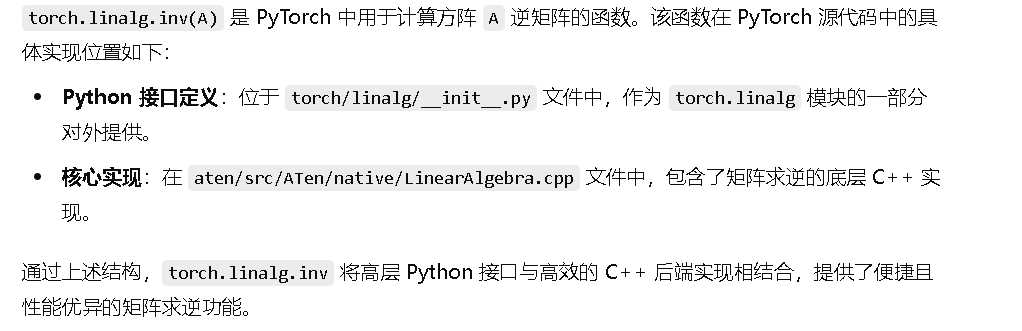 torch.linalg.inv(A) 是 PyTorch 中用于计算方阵 A 逆矩阵的函数。该函数在 PyTorch 源代码中的具
体实现位置如下：
• Python 接口定义：位于 torch/linalg/__init__.py 文件中，作为 torch.linalg 模块的一部分
对外提供。
• 核心实现：在 aten/src/ATen/native/LinearAlgebra.cpp 文件中，包含了矩阵求逆的底层 C++ 实
现。
通过上述结构，torch.linalg.inv 将高层 Python 接口与高效的 C++ 后端实现相结合，提供了便捷且
性能优异的矩阵求逆功能。